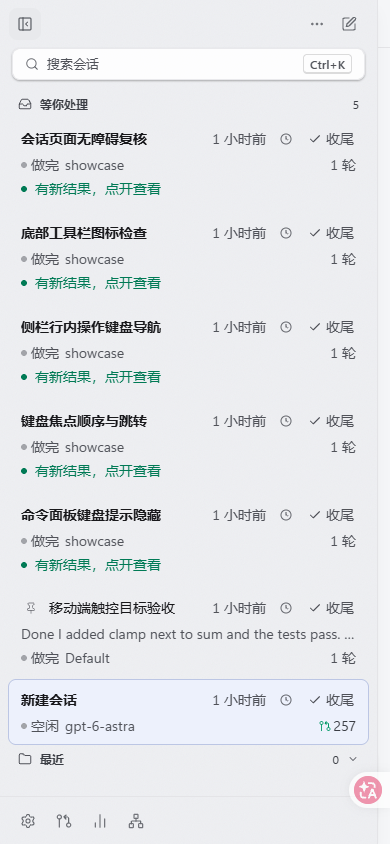 搜索会话 Ctrl+K
等你处理 5
会话页面无障碍复核 1 小时前 收尾
做完 showcase 1 轮
有新结果，点开查看
底部工具栏图标检查 1 小时前 收尾
做完 showcase 1 轮
有新结果，点开查看
侧栏行内操作键盘导航 1 小时前 收尾
做完 showcase 1 轮
有新结果，点开查看
键盘焦点顺序与跳转 1 小时前 收尾
做完 showcase 1 轮
有新结果，点开查看
命令面板键盘提示隐藏 1 小时前 收尾
做完 showcase 1 轮
有新结果，点开查看
移动端触控目标验收 1 小时前 收尾
Done I added clamp next to sum and the tests pass. ...
做完 Default 1 轮
新建会话 1 小时前 收尾
空闲 gpt-6-astra 257
最近 0